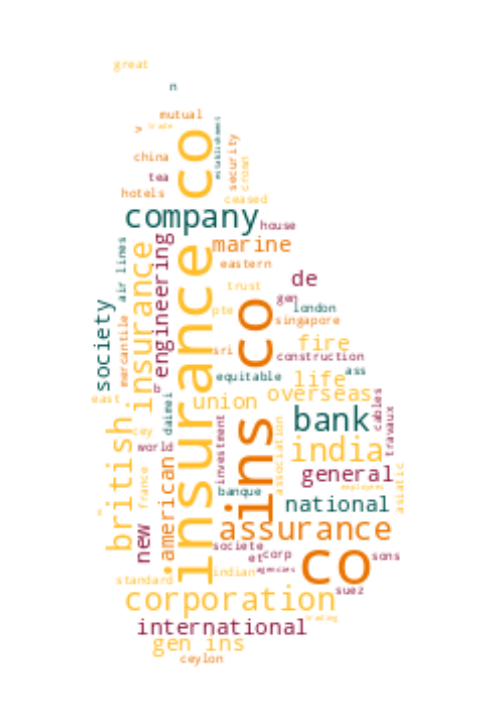 great
n
mutual
>
trade
insurance co
establishment
security
crown
china
tea
hotels
ceased
company
house
marine
eastern
air lines
insurance
engineering
society
mercantile
trust
de
gen
london
pte
ins co
singapore
fire
construction
sri
equitable
ass
life
overseas
east
british
daimei
union
bank
cables
travaux
cey
world
investment
association
india
general
american
france
banque
employees
asiatic
new
national
assurance
societe
et
corp
co
sons
indian
agencies
standard
suez
corporation
trading
international
gen ins
ceylon